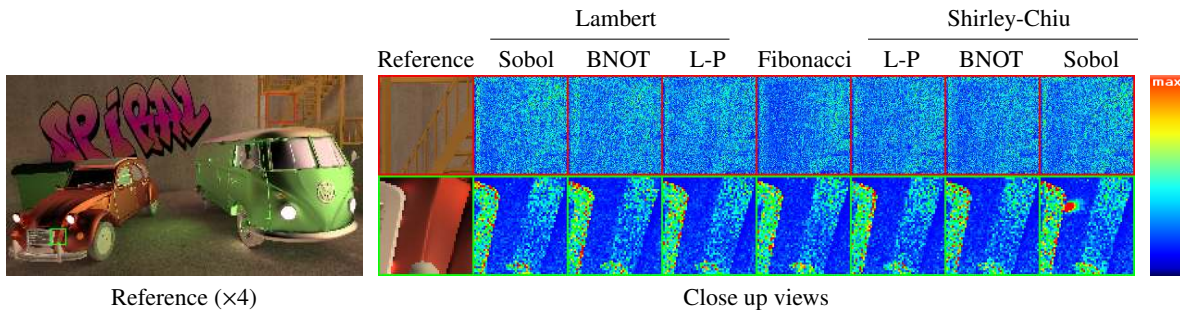 Lambert
Shirley-Chiu
Reference
Sobol
BNOT
L-P
Fibonacci
L-P
BNOT
Sobol
max
Reference (×4)
Close up views